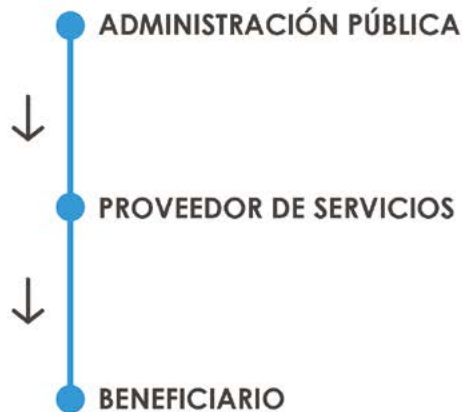 ADMINISTRACIÓN PÚBLICA
PROVEEDOR DE SERVICIOS
BENEFICIARIO